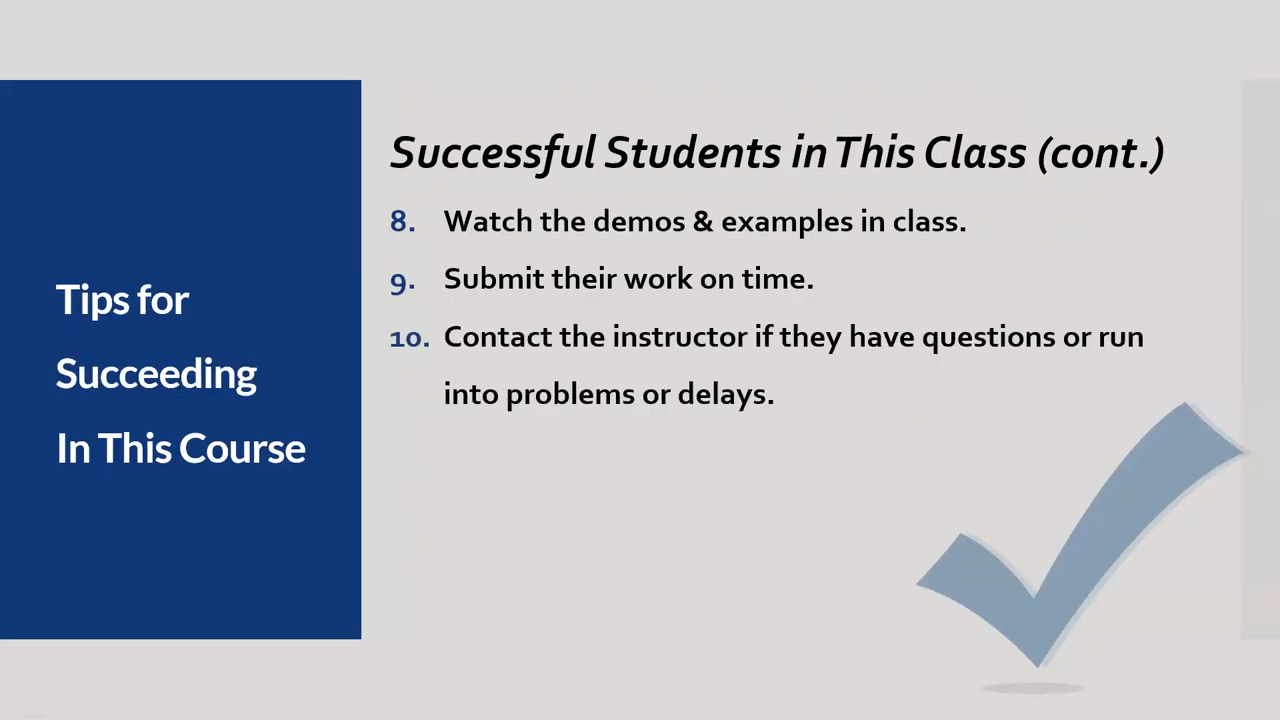 Tips for
Succeeding
In This Course
Successful Students in This Class (cont.)
8. Watch the demos & examples in class.
9. Submit their work on time.
10. Contact the instructor if they have questions or run
into problems or delays.